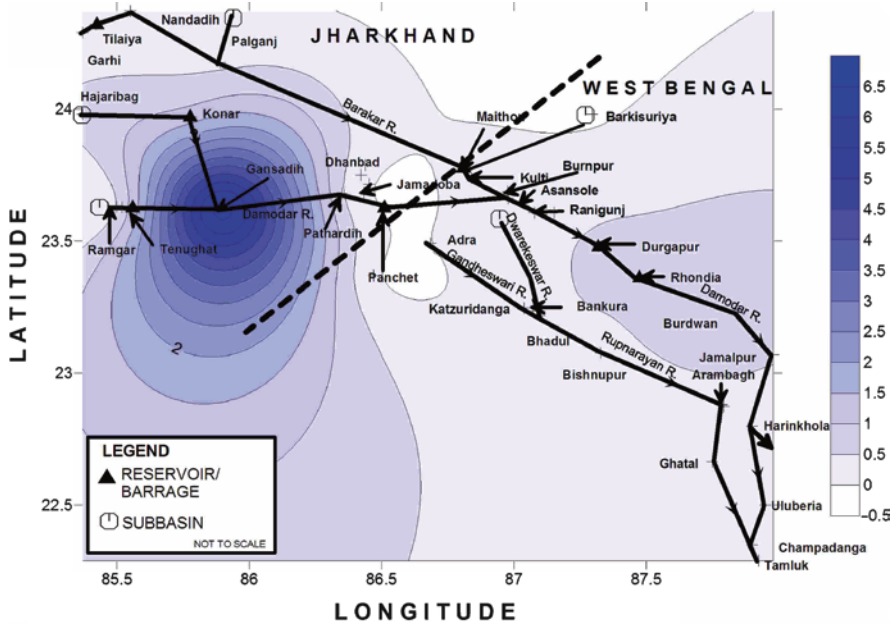 Nandadih
Tilaiya
Palganj
JHARKHAND
Garhi
WEST BENGAL
Hajaribag
24
Konar
Barakar R.
Maithon
Barkisuriya
Dhanbad
Burnpur
Gansadih
Kulti
Jamadoba
Asansole
Damodar R.
Ranigunj
23.5
Ramgar
Tenughat
Pathardih
Adra
Dwarekeswar R.
Durgapur
Panchet
Gandheswari R.
Rhondia
Katzuridanga
Bankura
Damodar R.
Burdwan
2
Bhadul
Rupnarayan R.
Jamalpur
23
Bishnupur
Arambagh
Harinkhola
LEGEND
RESERVOIR/
BARRAGE
SUBBASIN
NOT TO SCALE
Ghatal
22.5
Uluberia
Champadanga
Tamluk
85.5
86
86.5
87
87.5
LATITUDE
LONGITUDE
6.5
6
5.5
5
4.5
4
3.5
3
2.5
2
1.5
1
0.5
0
-0.5